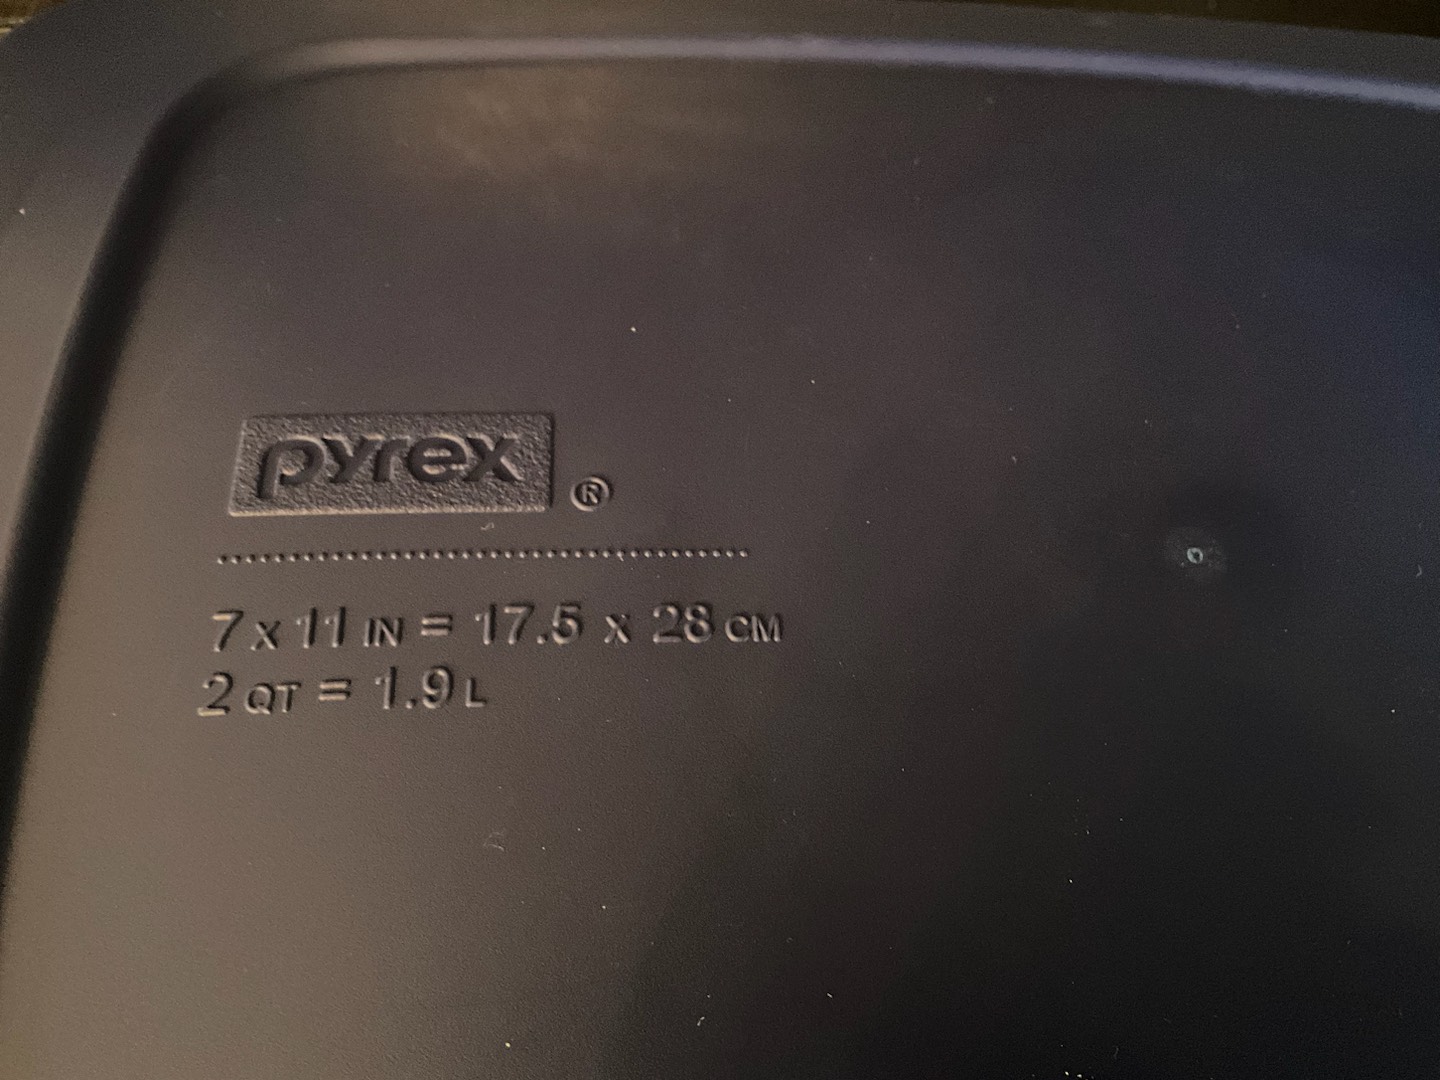 pyrex ®
7 x 11 IN = 17.5 x 28 CM
2 QT = 1.9 L